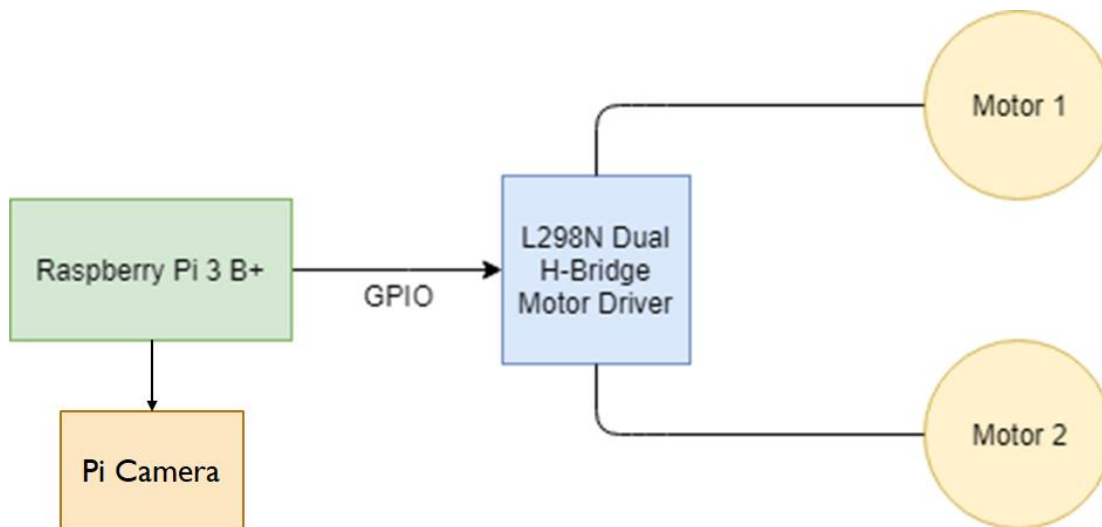 Motor 1
Raspberry Pi 3 B+
GPIO
L298N Dual
H-Bridge
Motor Driver
Pi Camera
Motor 2